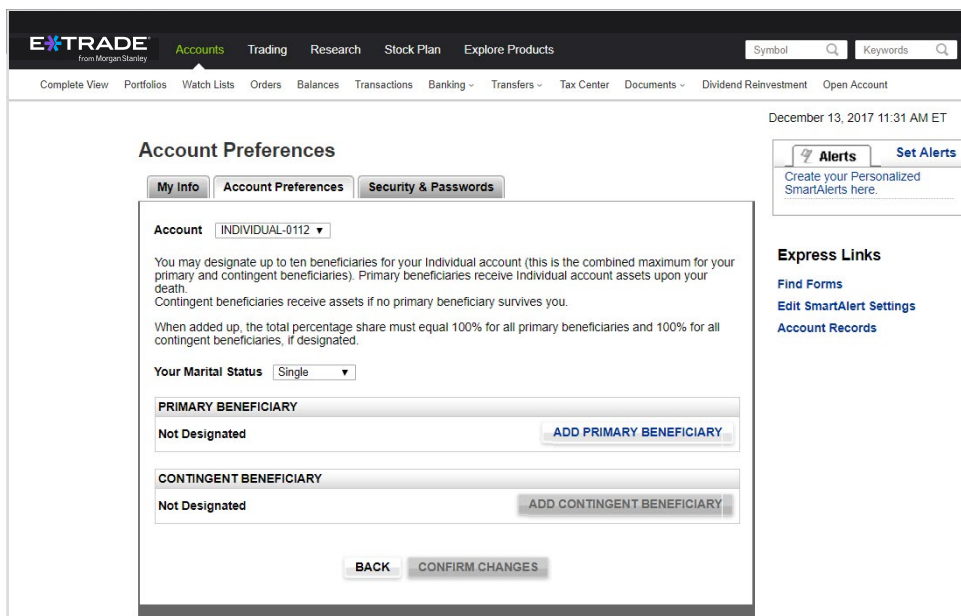 E*TRADE
from Morgan Stanley
Accounts Trading Research Stock Plan Explore Products
Symbol Keywords
Complete View Portfolios Watch Lists Orders Balances Transactions Banking Transfers Tax Center Documents Dividend Reinvestment Open Account
December 13, 2017 11:31 AM ET
Account Preferences
My Info Account Preferences Security & Passwords
Account INDIVIDUAL-0112
You may designate up to ten beneficiaries for your Individual account (this is the combined maximum for your
primary and contingent beneficiaries). Primary beneficiaries receive Individual account assets upon your
death.
Contingent beneficiaries receive assets if no primary beneficiary survives you.
When added up, the total percentage share must equal 100% for all primary beneficiaries and 100% for all
contingent beneficiaries, if designated.
Your Marital Status Single
PRIMARY BENEFICIARY
Not Designated ADD PRIMARY BENEFICIARY
CONTINGENT BENEFICIARY
Not Designated ADD CONTINGENT BENEFICIARY
BACK CONFIRM CHANGES
Alerts Set Alerts
Create your Personalized
SmartAlerts here.
Express Links
Find Forms
Edit SmartAlert Settings
Account Records